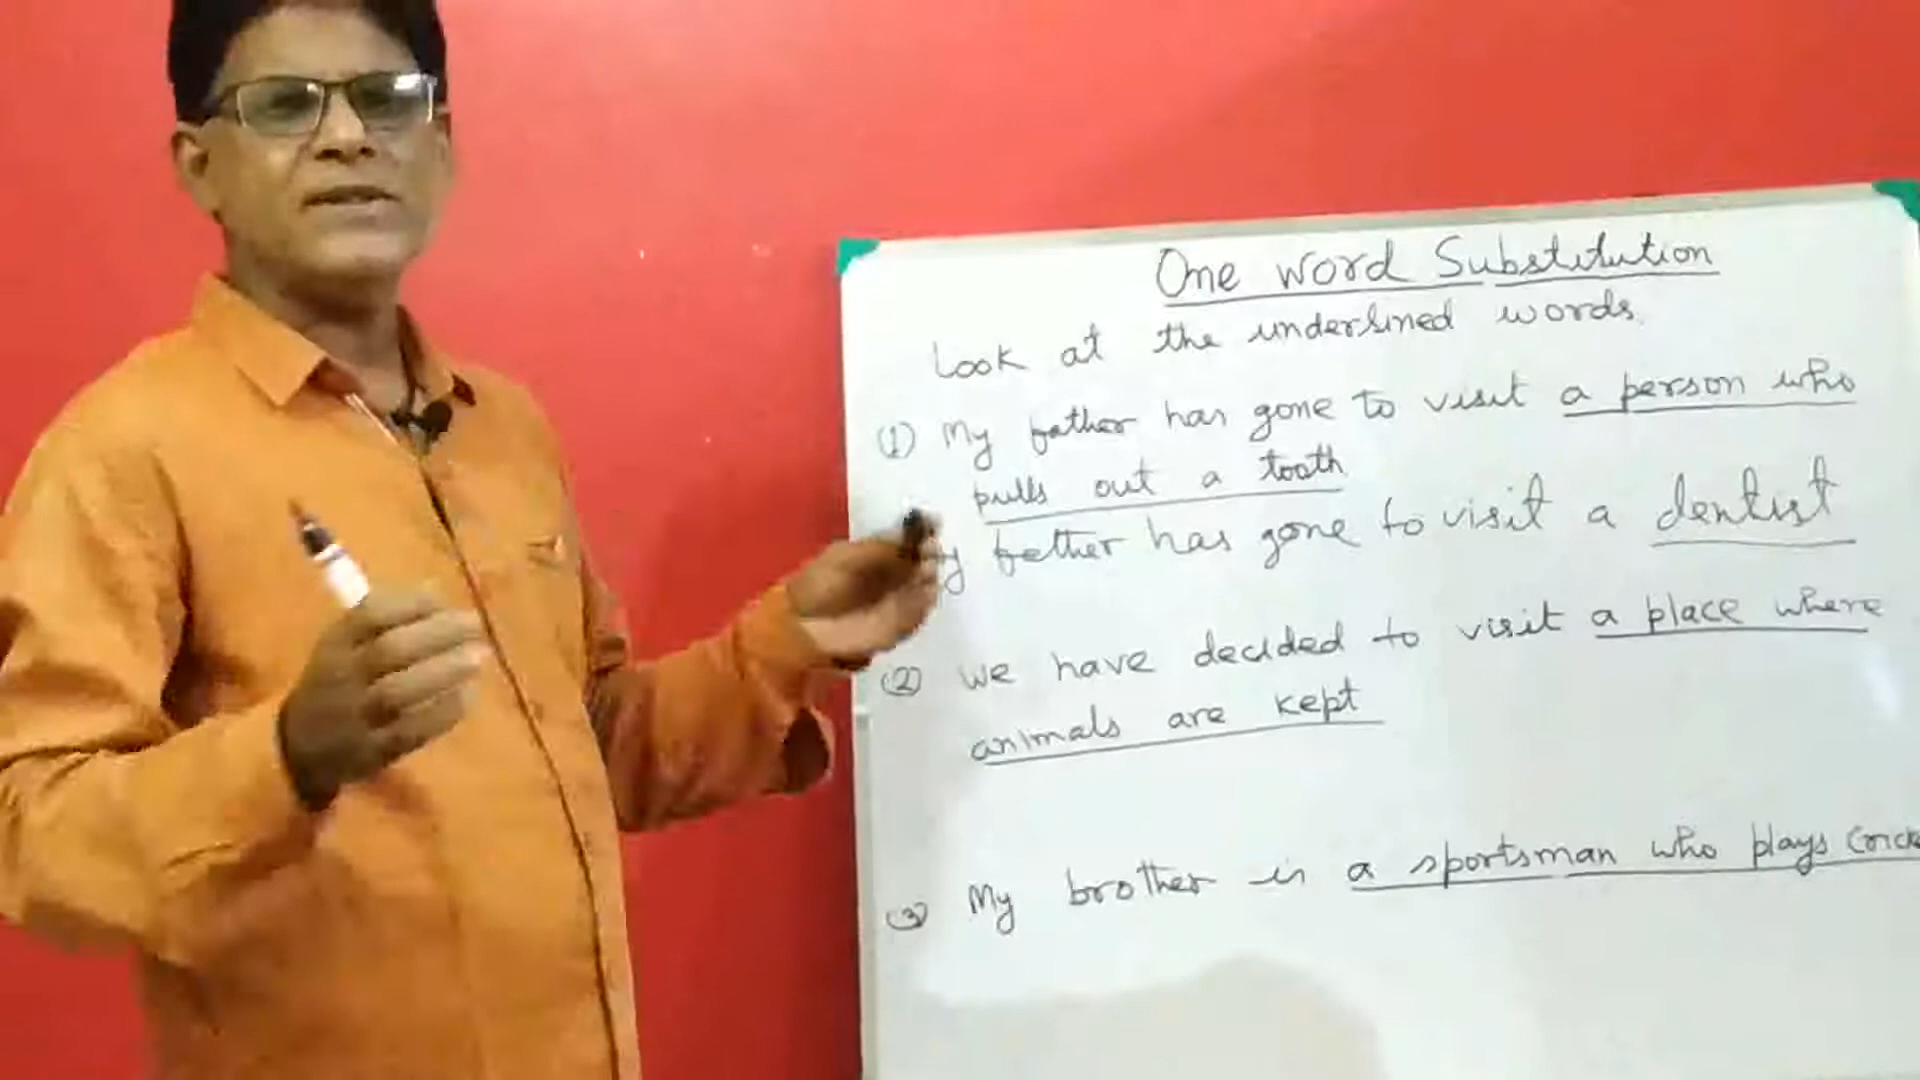 One word Substitution
Look at the underlined words.
(1) My father has gone to visit a person who
pulls out a tooth
father has gone to visit a dentist
(2) we have decided to visit a place where
animals are kept
(3) My brother is a sportsman who plays